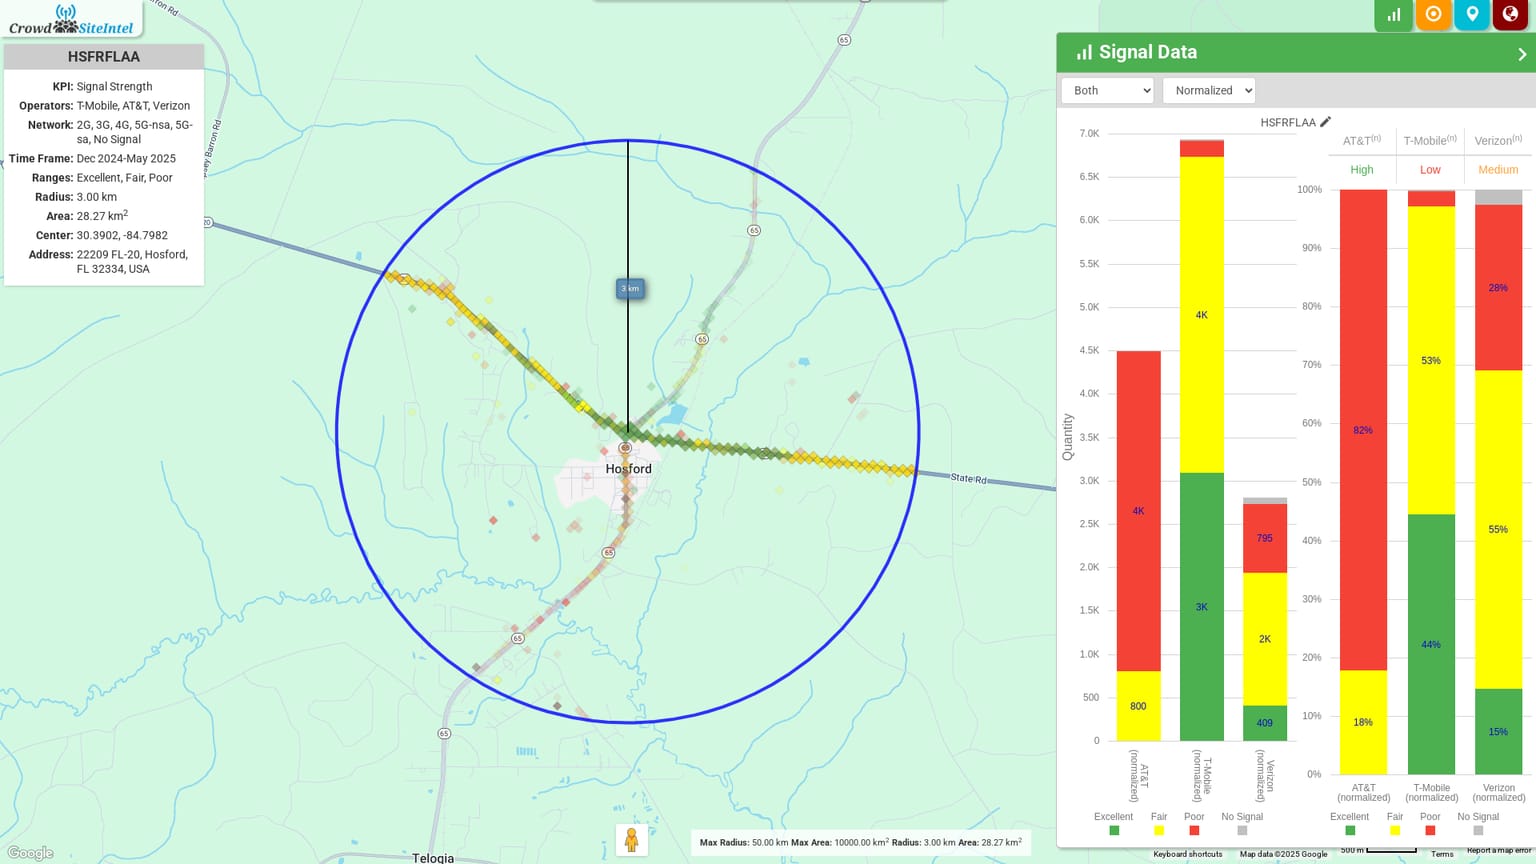 Crowd SiteIntel
HSFRFLAA
KPI: Signal Strength
Operators: T-Mobile, AT&T, Verizon
Network: 2G, 3G, 4G, 5G-nsa, 5G-
sa, No Signal
Time Frame: Dec 2024-May 2025
Ranges: Excellent, Fair, Poor
Radius: 3.00 km
Area: 28.27 km²
Center: 30.3902, -84.7982
Address: 22209 FL-20, Hosford,
FL 32334, USA
Barron Rd
65
65
3 km
65
65
Hosford
State Rd
65
65
65
Telogia
Google
Max Radius: 50.00 km Max Area: 10000.00 km² Radius: 3.00 km Area: 28.27 km²
Signal Data
Both
Normalized
HSFRFLAA
AT&T(n) T-Mobile(n) Verizon(n)
High Low Medium
Quantity
7.0K
6.5K
6.0K
5.5K
5.0K
4.5K
4.0K
3.5K
3.0K
2.5K
2.0K
1.5K
1.0K
500
0
4K
800
4K
3K
795
2K
409
AT&T
(normalized)
T-Mobile
(normalized)
Verizon
(normalized)
Excellent Fair Poor No Signal
100%
90%
80%
70%
60%
50%
40%
30%
20%
10%
0%
82%
18%
53%
44%
28%
55%
15%
AT&T
(normalized)
T-Mobile
(normalized)
Verizon
(normalized)
Excellent Fair Poor No Signal
Keyboard shortcuts Map data ©2025 Google 500 m Terms Report a map error